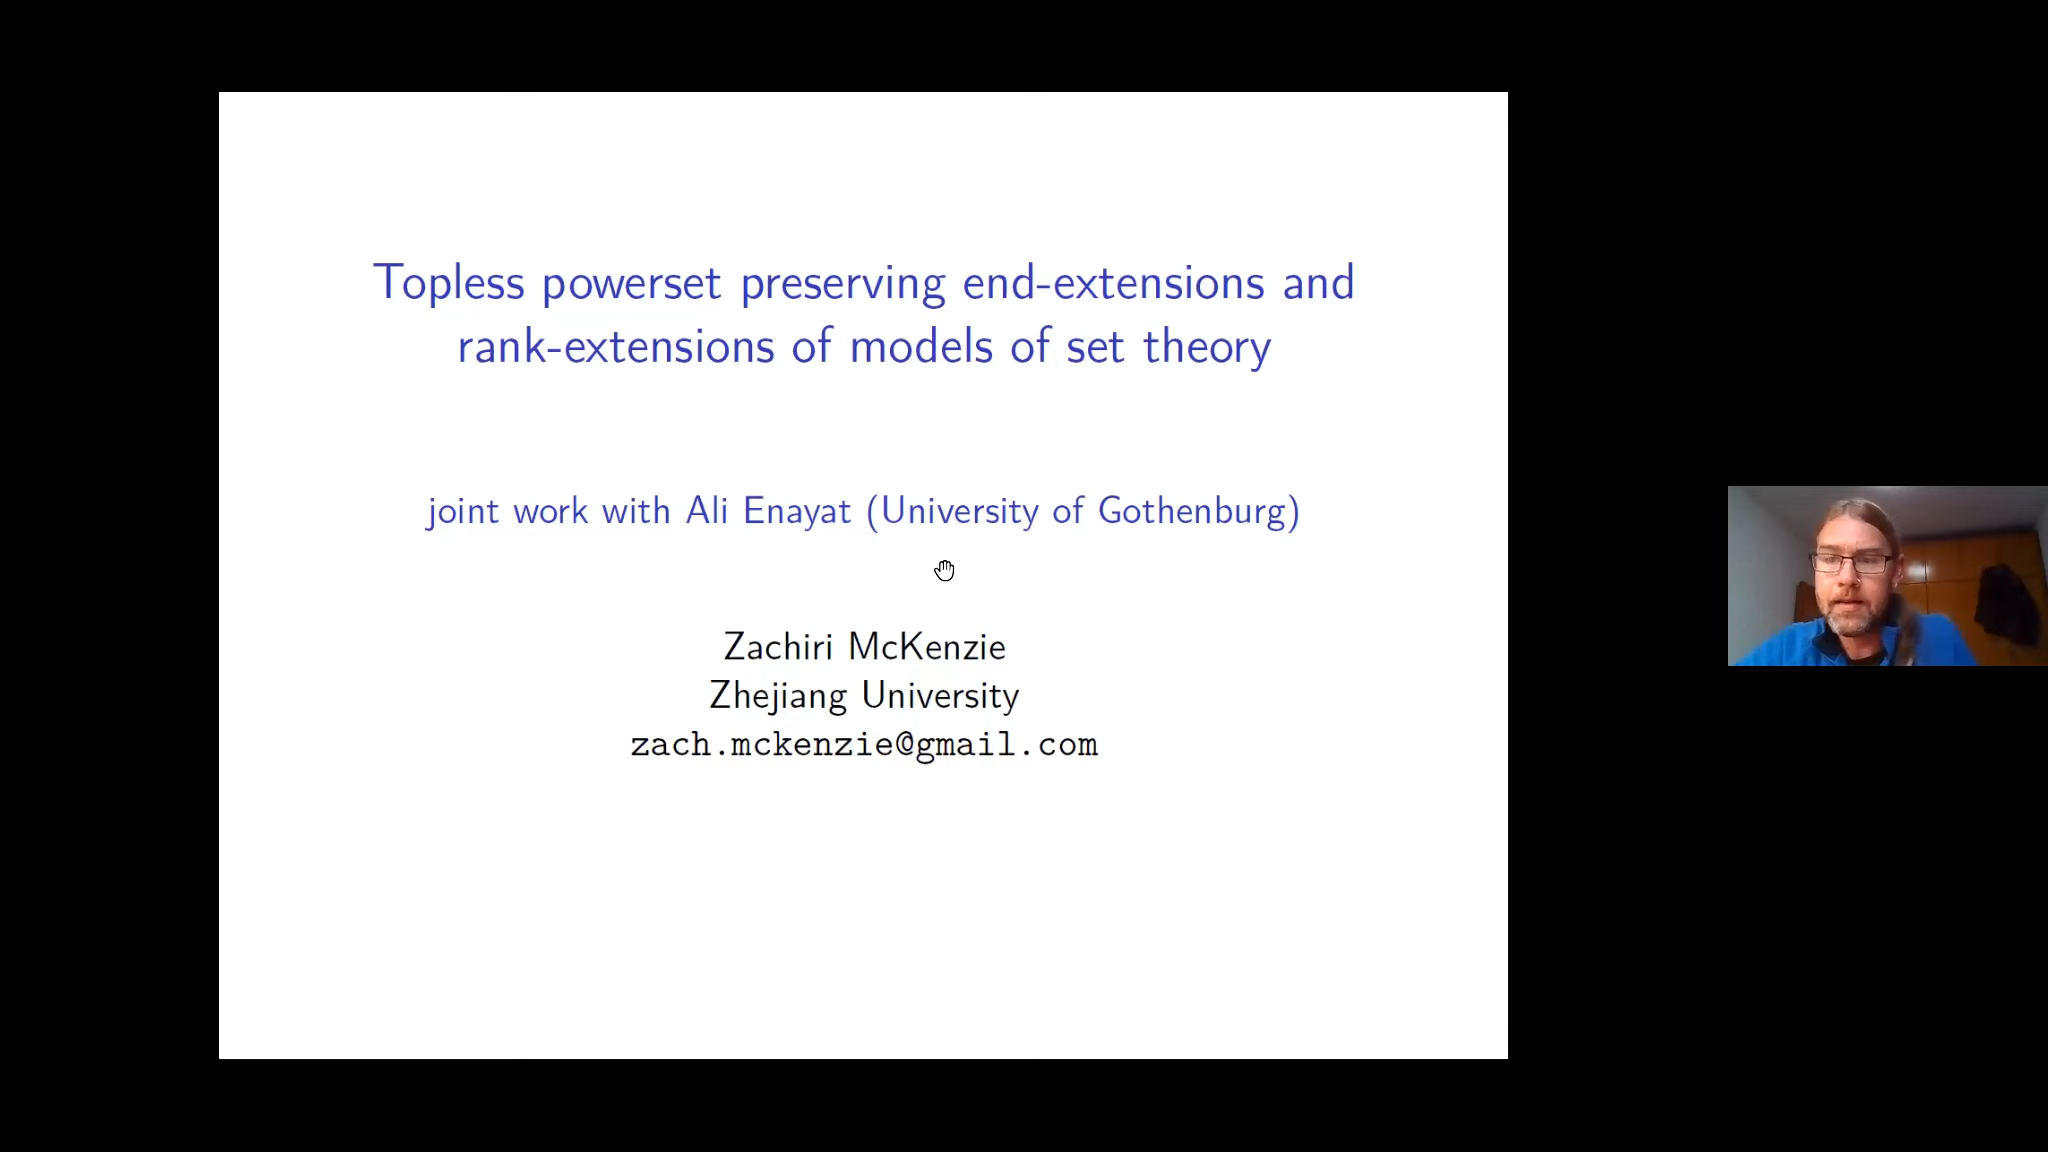 Topless powerset preserving end-extensions and
rank-extensions of models of set theory
joint work with Ali Enayat (University of Gothenburg)
Zachiri McKenzie
Zhejiang University
zach.mckenzie@gmail.com